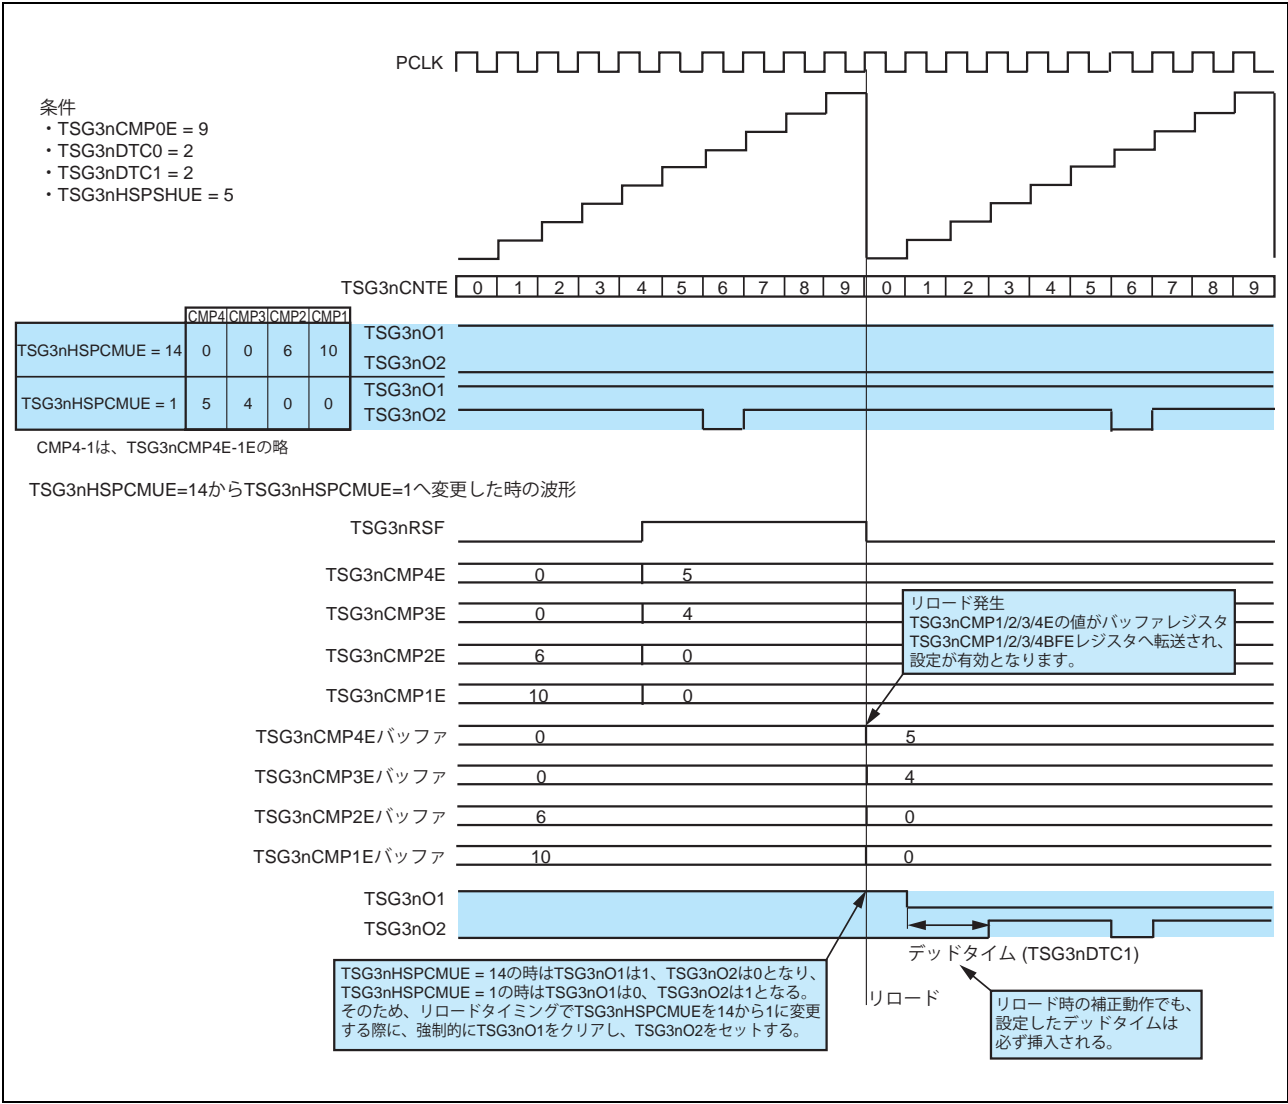 PCLK
条件
・TSG3nCMP0E = 9
・TSG3nDTC0 = 2
・TSG3nDTC1 = 2
・TSG3nHSPSHUE = 5
TSG3nCNTE 0 1 2 3 4 5 6 7 8 9 0 1 2 3 4 5 6 7 8 9
CMP4 CMP3 CMP2 CMP1
TSG3nHSPCMUE = 14 0 0 6 10
TSG3nO1
TSG3nO2
TSG3nHSPCMUE = 1 5 4 0 0
TSG3nO1
TSG3nO2
CMP4-1は、TSG3nCMP4E-1Eの略
TSG3nHSPCMUE=14からTSG3nHSPCMUE=1へ変更した時の波形
TSG3nRSF
TSG3nCMP4E 0 5
TSG3nCMP3E 0 4
TSG3nCMP2E 6 0
TSG3nCMP1E 10 0
リロード発生
TSG3nCMP1/2/3/4Eの値がバッファレジスタ
TSG3nCMP1/2/3/4BFEレジスタへ転送され、
設定が有効となります。
TSG3nCMP4Eバッファ 0 5
TSG3nCMP3Eバッファ 0 4
TSG3nCMP2Eバッファ 6 0
TSG3nCMP1Eバッファ 10 0
TSG3nO1
TSG3nO2
デッドタイム (TSG3nDTC1)
TSG3nHSPCMUE = 14の時はTSG3nO1は1、TSG3nO2は0となり、
TSG3nHSPCMUE = 1の時はTSG3nO1は0、TSG3nO2は1となる。
そのため、リロードタイミングでTSG3nHSPCMUEを14から1に変更
する際に、強制的にTSG3nO1をクリアし、TSG3nO2をセットする。
リロード
リロード時の補正動作でも、
設定したデッドタイムは
必ず挿入される。